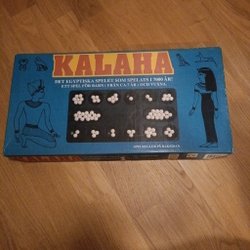 KALAHA
DET EGYPTISKA SPELET SOM SPELATS I 7000 ÅR!
ETT SPEL FÖR BARN - FRÅN CA 7 ÅR - OCH VUXNA.